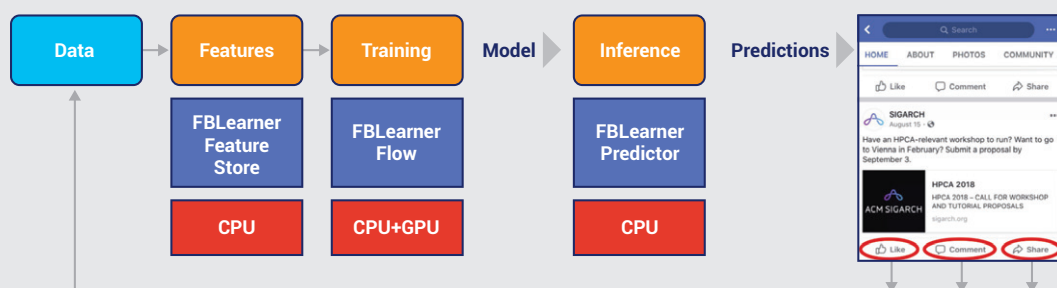 Data
Features
Training
Model
Inference
Predictions
FBLearner
Feature
Store
FBLearner
Flow
FBLearner
Predictor
CPU
CPU+GPU
CPU
Search
HOME ABOUT PHOTOS COMMUNITY
Like Comment Share
SIGARCH
August 15
Have an HPCA-relevant workshop to run? Want to go
to Vienna in February? Submit a proposal by
September 3.
ACM SIGARCH
HPCA 2018
HPCA 2018 – CALL FOR WORKSHOP
AND TUTORIAL PROPOSALS
sigarch.org
Like Comment Share